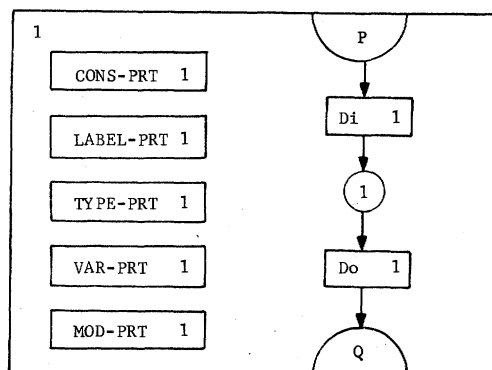 1
CONS-PRT 1
LABEL-PRT 1
TYPE-PRT 1
VAR-PRT 1
MOD-PRT 1
P
Di 1
1
Do 1
Q